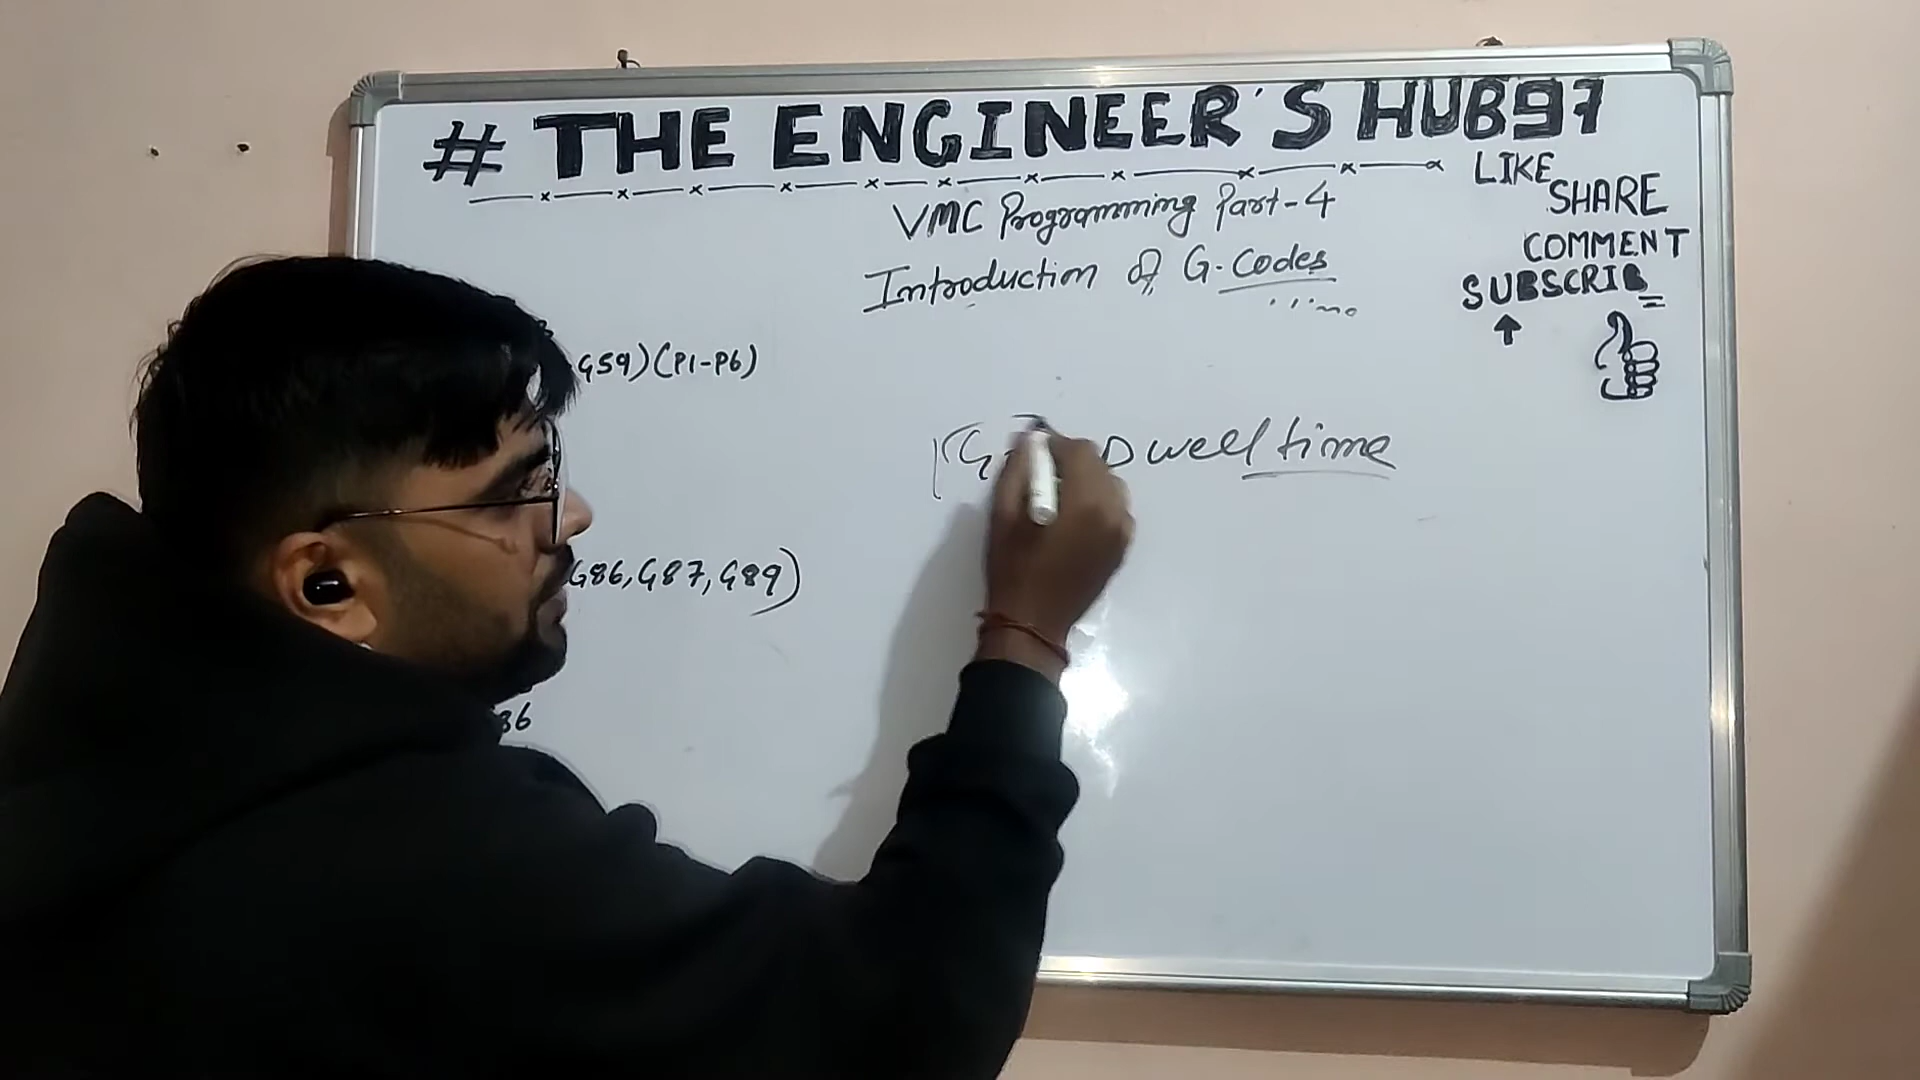 # THE ENGINEER'S HUB97
LIKE
SHARE
COMMENT
SUBSCRIB
VMC Programming Part-4
Introduction of G-Codes
G59) (P1-P6)
Dwell time
G86, G87, G89)
86